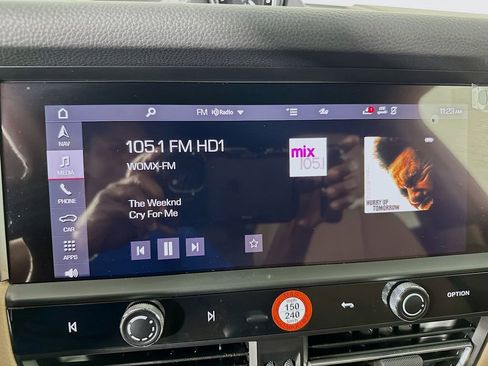 FM HD Radio
11:23 AM
NAV
MEDIA
PHONE
CAR
APPS
105.1 FM HD1
WOMX-FM
The Weeknd
Cry For Me
mix
105.1
HURRY UP
TOMORROW
150
240
OPTION